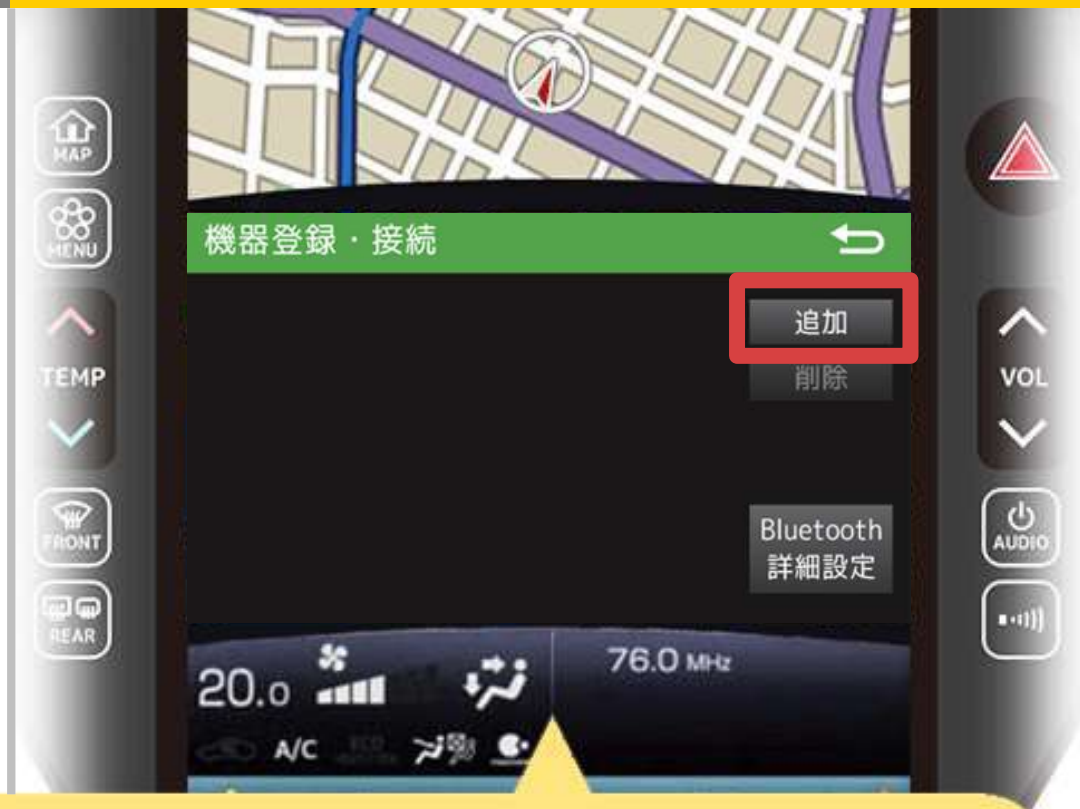 MAP
MENU
TEMP
FRONT
REAR
機器登録・接続
追加
削除
Bluetooth
詳細設定
20.0
A/C
76.0 MHz
VOL
AUDIO